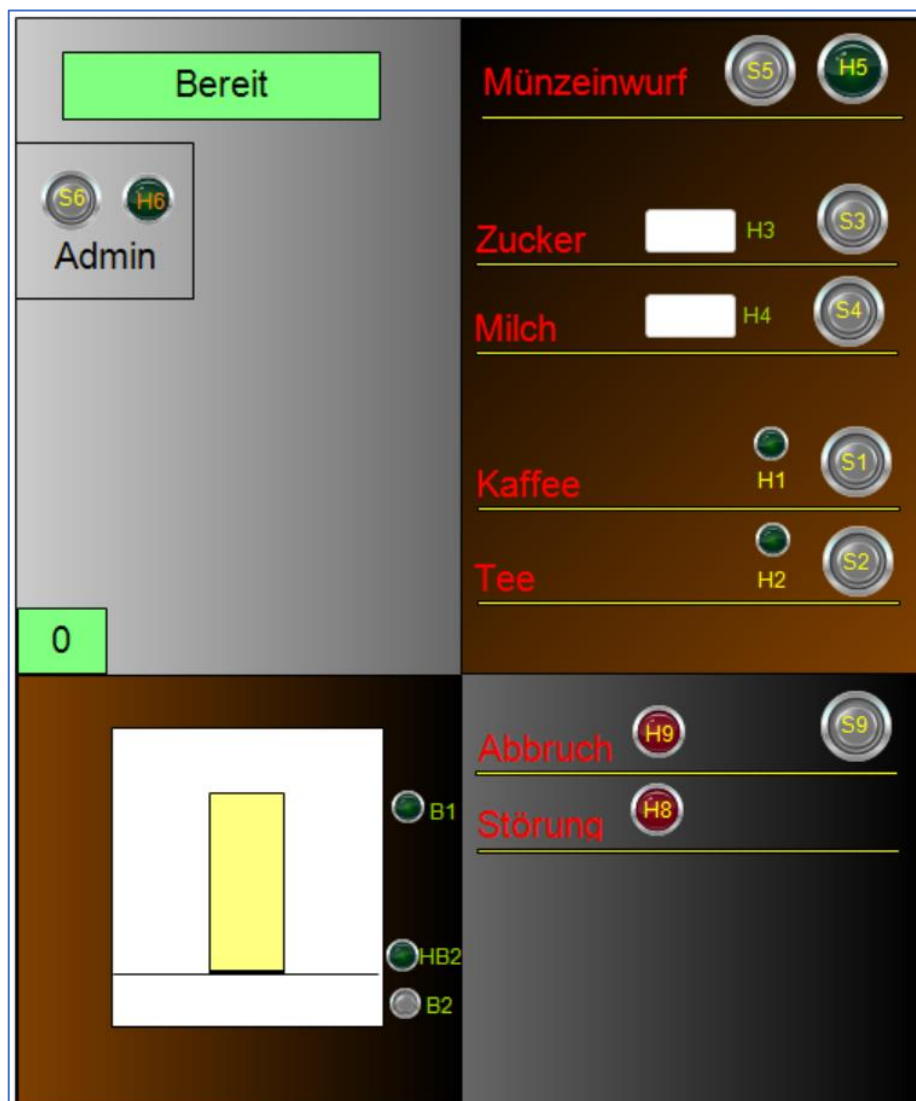 Bereit
S6 H6
Admin
0
Münzeinwurf S5 H5
Zucker H3 S3
Milch H4 S4
Kaffee H1 S1
Tee H2 S2
B1
HB2
B2
Abbruch H9 S9
Störung H8